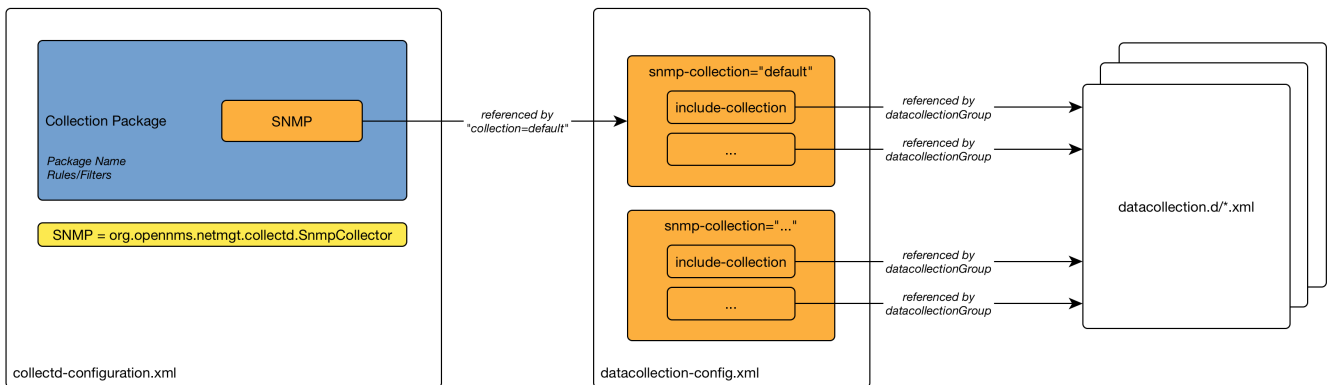 Collection Package
SNMP
Package Name
Rules/Filters
SNMP = org.opennms.netmgt.collectd.SnmpCollector
collectd-configuration.xml
referenced by
"collection=default"
snmp-collection="default"
include-collection
...
snmp-collection="..."
include-collection
...
datacollection-config.xml
referenced by
datacollectionGroup
referenced by
datacollectionGroup
referenced by
datacollectionGroup
referenced by
datacollectionGroup
datacollection.d/*.xml